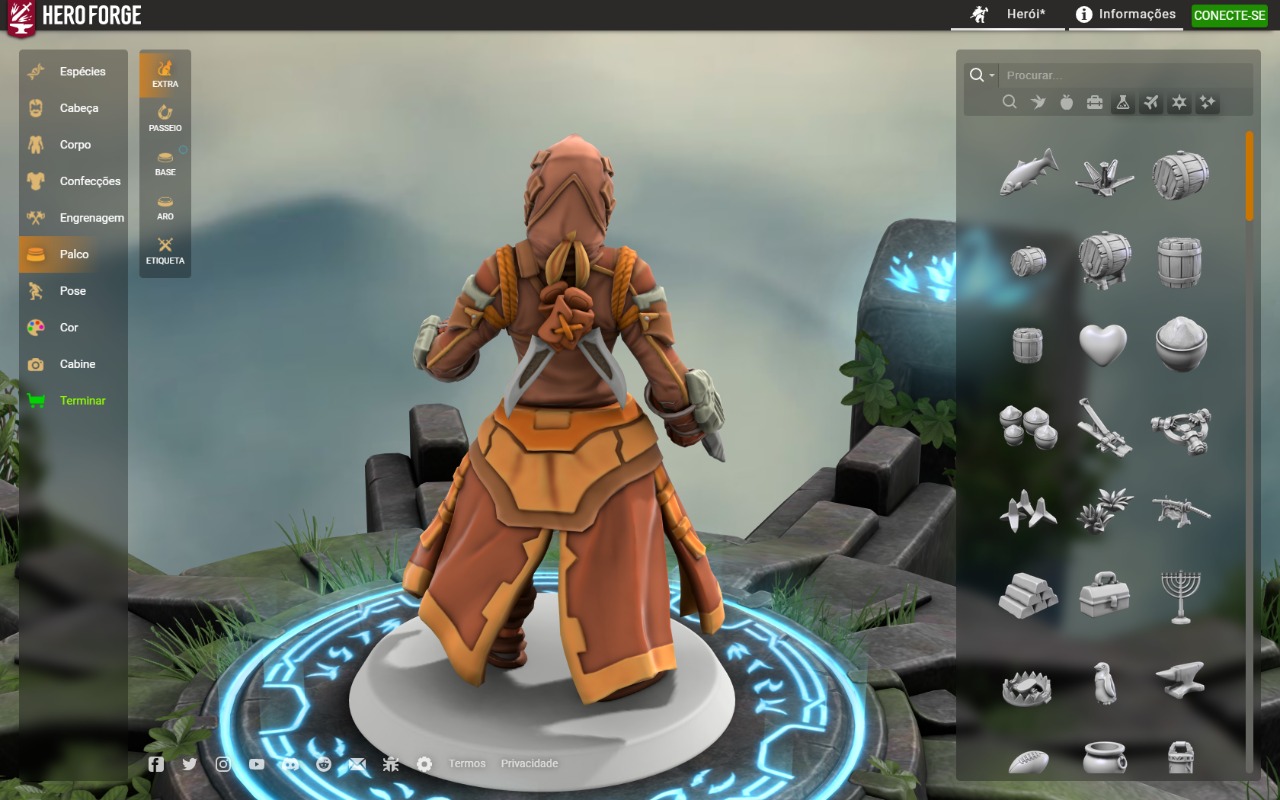 HERO FORGE
Herói*
Informações
CONECTE-SE
Espécies
Cabeça
Corpo
Confecções
Engrenagem
Palco
Pose
Cor
Cabine
Terminar
EXTRA
PASSEIO
BASE
ARO
ETIQUETA
Procurar...
Termos
Privacidade